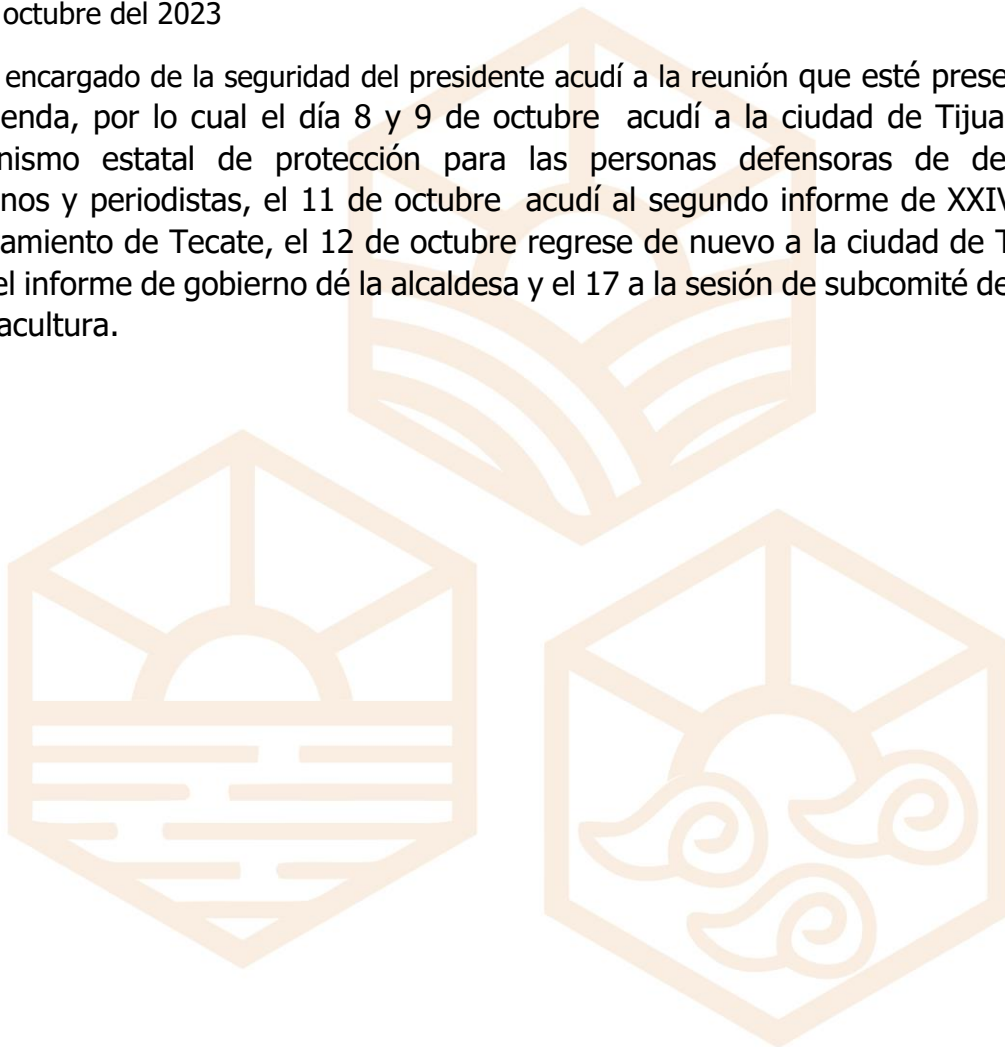 octubre del 2023
encargado de la seguridad del presidente acudí a la reunión que esté prese
enda, por lo cual el día 8 y 9 de octubre acudí a la ciudad de Tijua
nismo estatal de protección para las personas defensoras de de
nos y periodistas, el 11 de octubre acudí al segundo informe de XXIV
amiento de Tecate, el 12 de octubre regrese de nuevo a la ciudad de T
el informe de gobierno dé la alcaldesa y el 17 a la sesión de subcomité de
acultura.